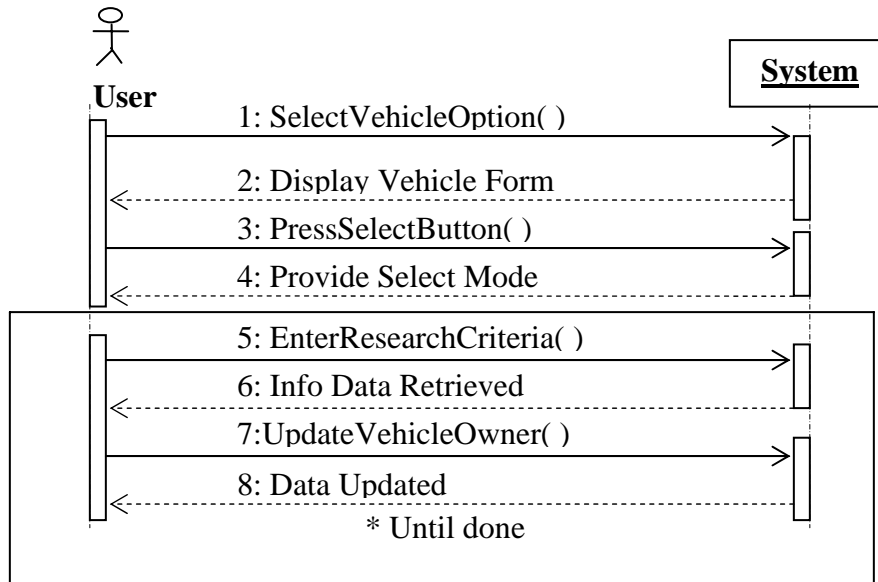 User
System
1: SelectVehicleOption( )
2: Display Vehicle Form
3: PressSelectButton( )
4: Provide Select Mode
5: EnterResearchCriteria( )
6: Info Data Retrieved
7:UpdateVehicleOwner( )
8: Data Updated
* Until done